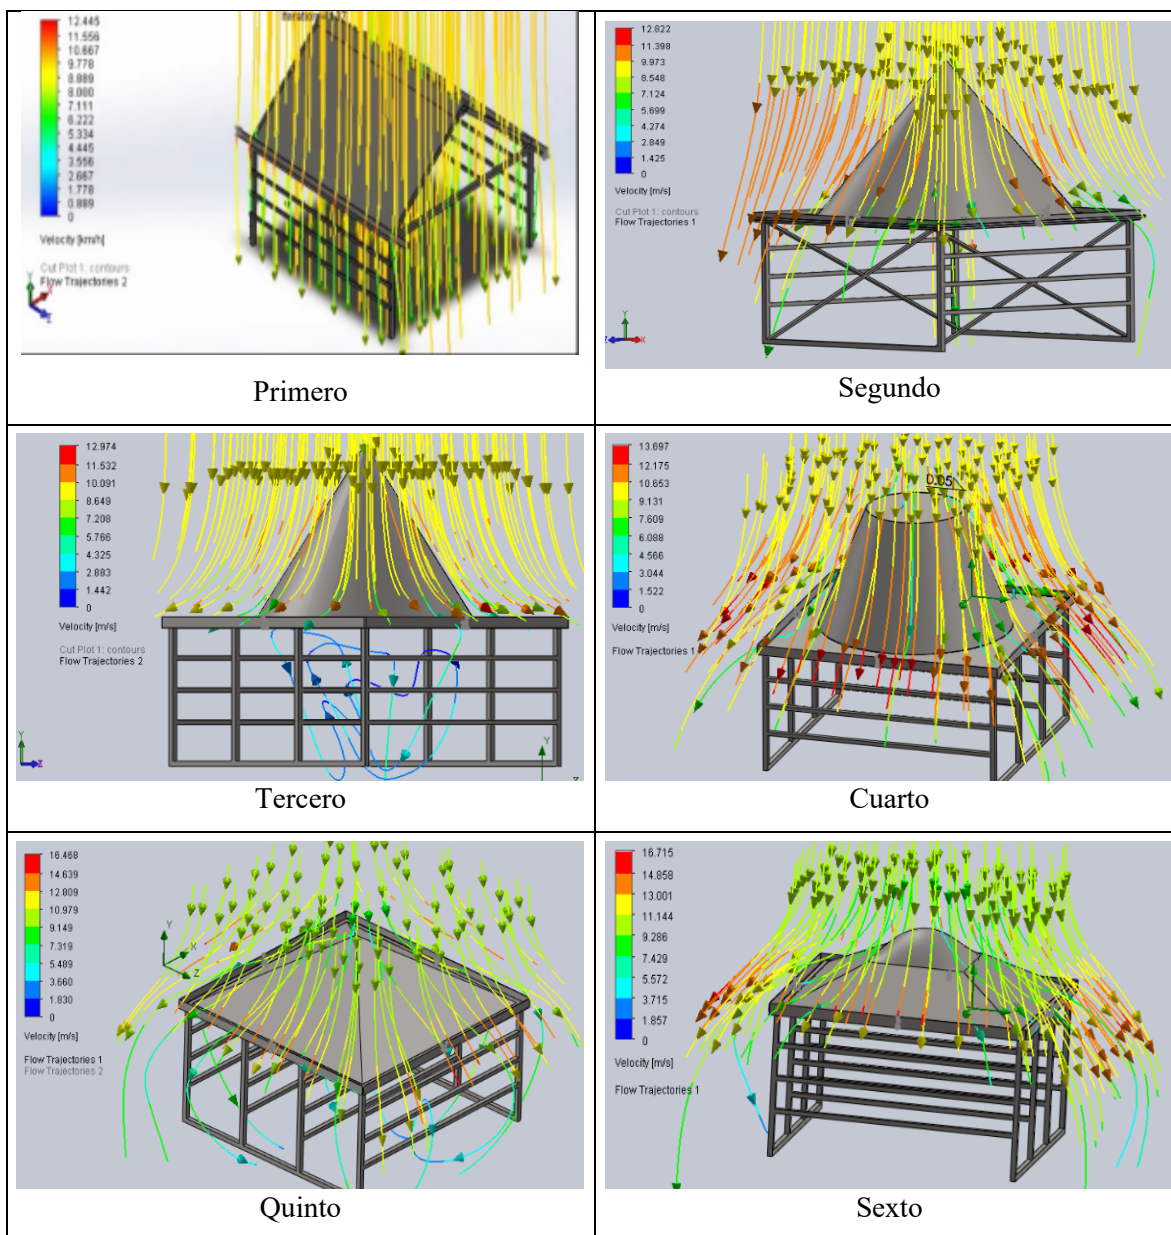 12.445
11.556
10.667
9.778
8.889
8.000
7.111
6.222
5.334
4.445
3.556
2.667
1.778
0.889
0
Velocity [km/h]
Cut Plot 1: contours
Flow Trajectories 2
Y
Primero
12.822
11.398
9.973
8.548
7.124
5.699
4.274
2.849
1.425
0
Velocity [m/s]
Cut Plot 1: contours
Flow Trajectories 1
Y
Z
X
Segundo
12.974
11.532
10.091
8.649
7.208
5.766
4.325
2.883
1.442
0
Velocity [m/s]
Cut Plot 1: contours
Flow Trajectories 2
Y
Z
Y
Z
Tercero
13.697
12.175
10.653
9.131
7.609
6.088
4.566
3.044
1.522
0
Velocity [m/s]
Flow Trajectories 1
0.05
X
Cuarto
16.468
14.639
12.809
10.979
9.149
7.319
5.489
3.660
1.830
0
Velocity [m/s]
Flow Trajectories 1
Flow Trajectories 2
Y
X
Z
Quinto
16.715
14.858
13.001
11.144
9.286
7.429
5.572
3.715
1.857
0
Velocity [m/s]
Flow Trajectories 1
Sexto